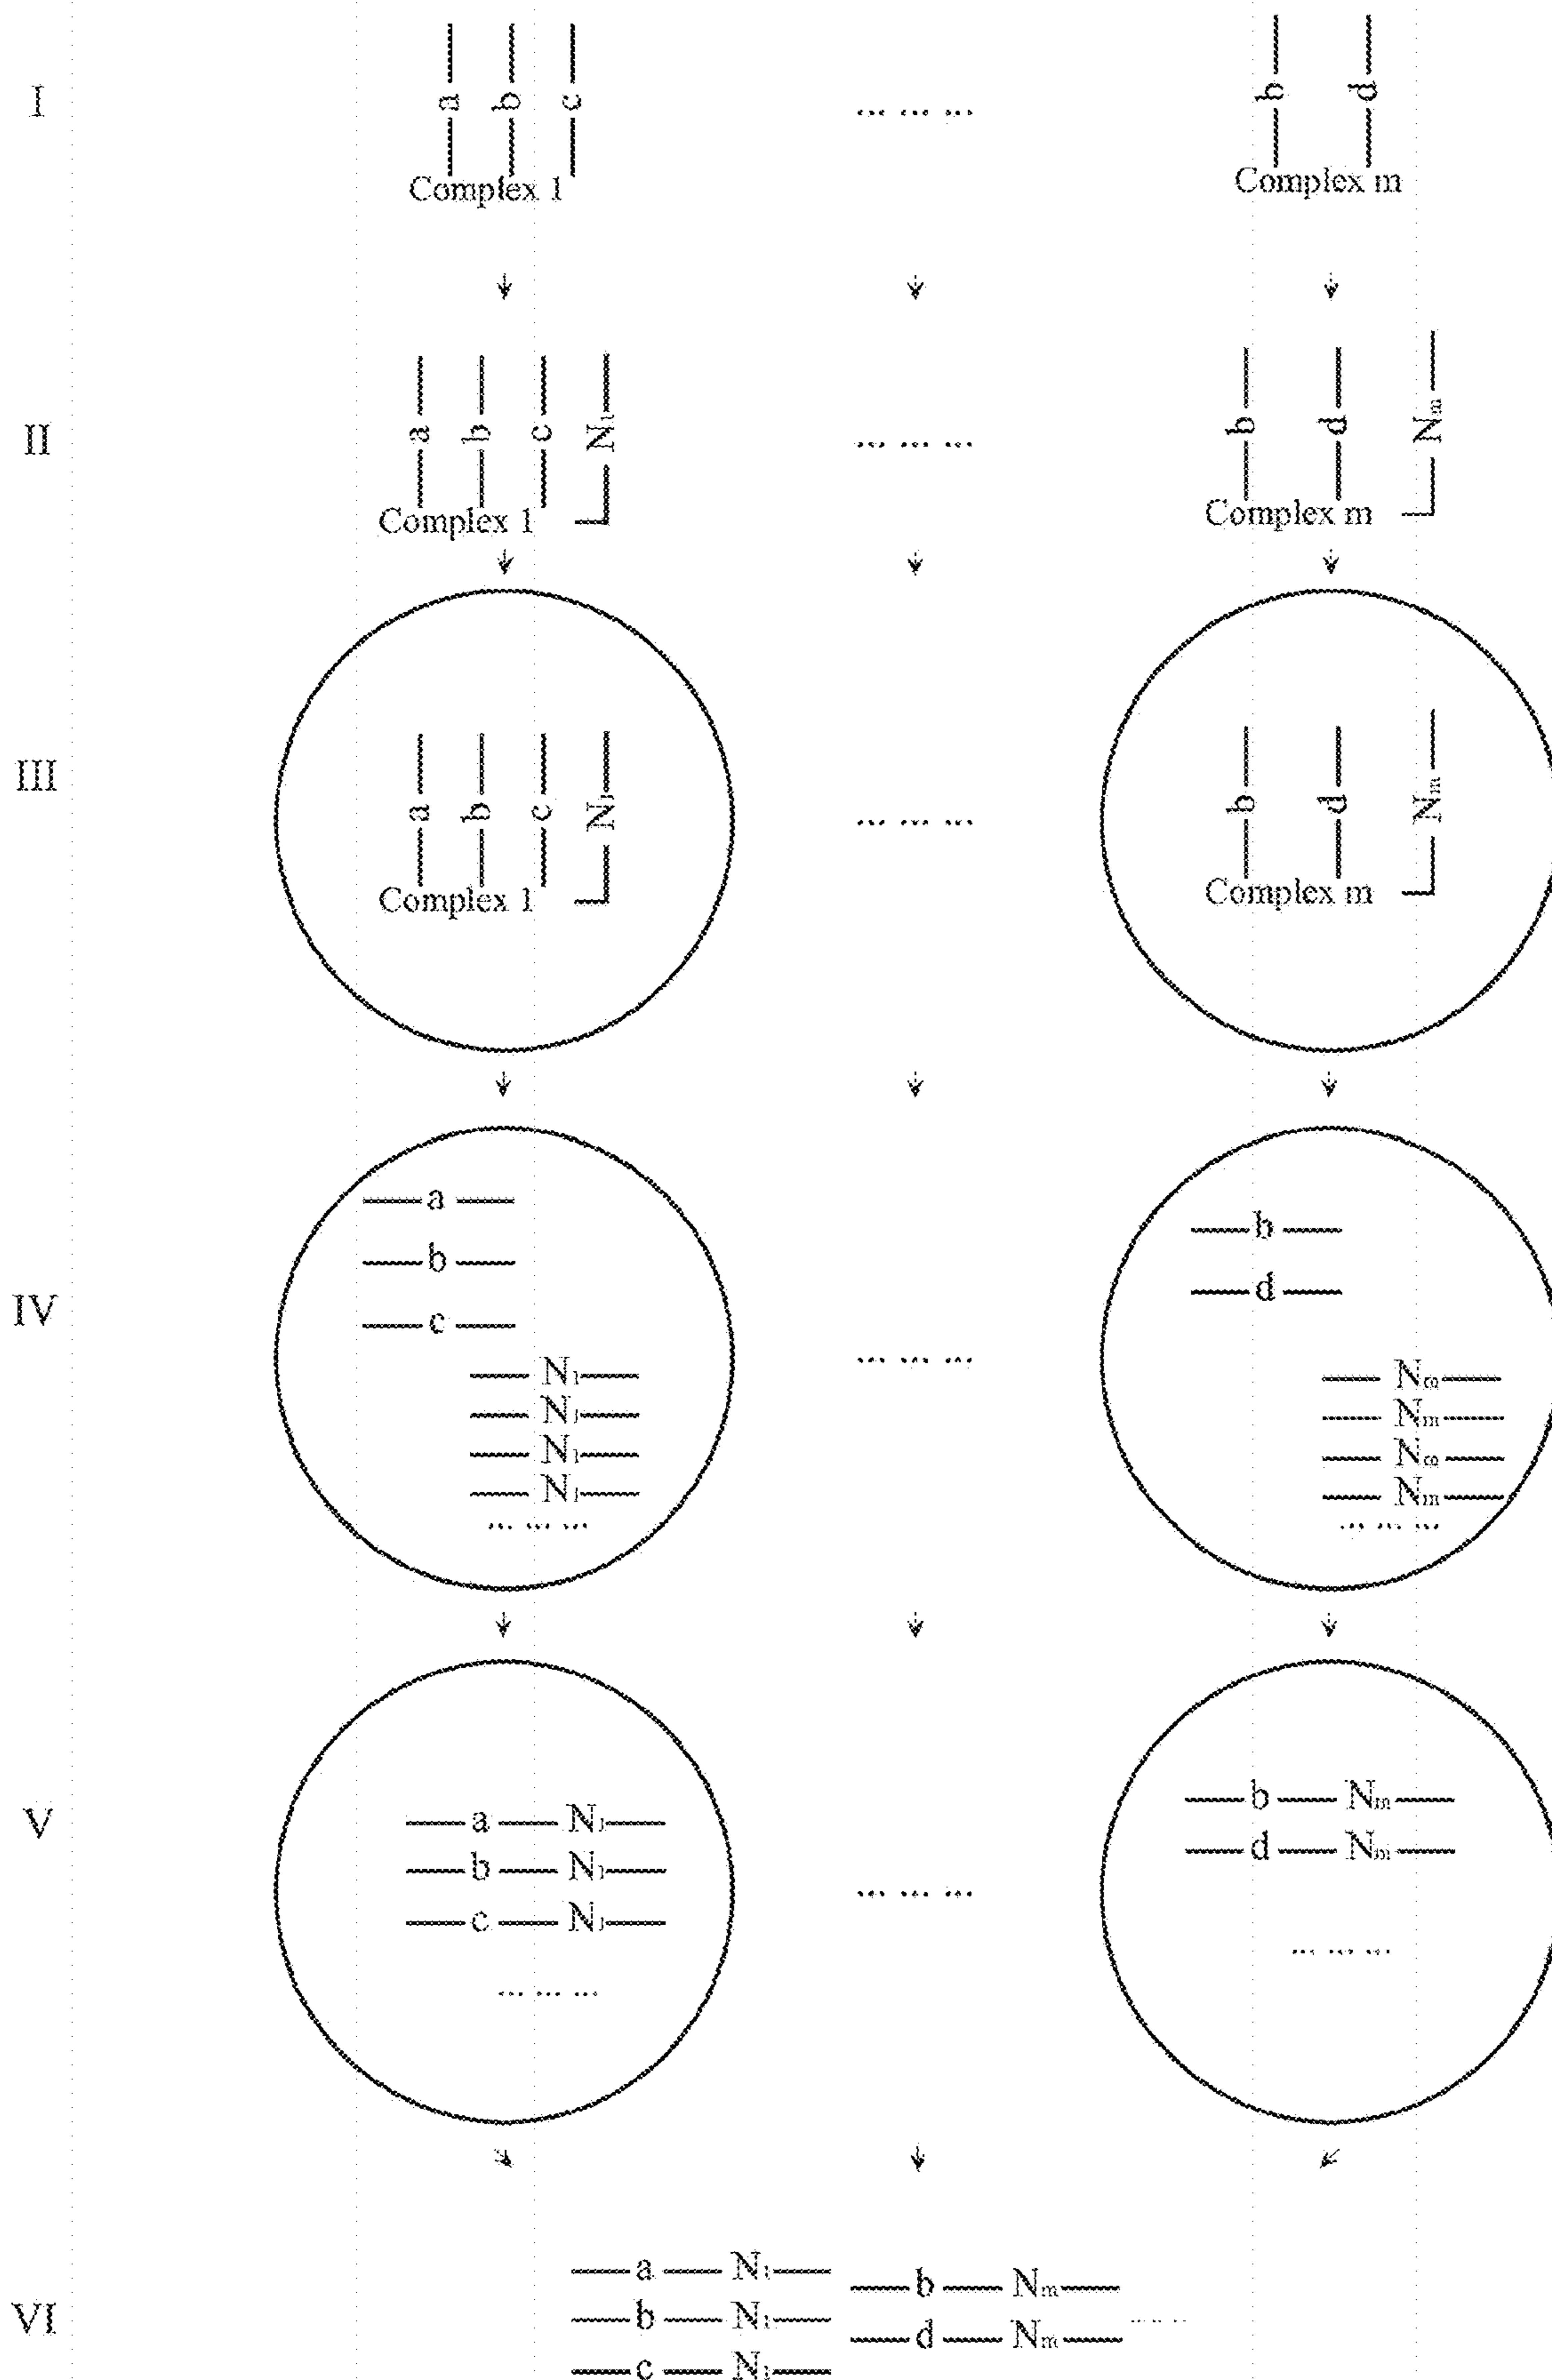 I
a b c
b d
... ... ...
Complex 1
Complex m
II
a b c N₁
b d Nₘ
... ... ...
Complex 1
Complex m
III
a b c N₁
b d Nₘ
... ... ...
Complex 1
Complex m
IV
a
b
c
N₁
N₁
N₁
N₁
... ... ...
... ... ...
b
d
Nₘ
Nₘ
Nₘ
Nₘ
... ... ...
V
a N₁
b N₁
c N₁
... ... ...
... ... ...
b Nₘ
d Nₘ
... ... ...
VI
a N₁
b N₁
c N₁
b Nₘ
d Nₘ
... ... ...